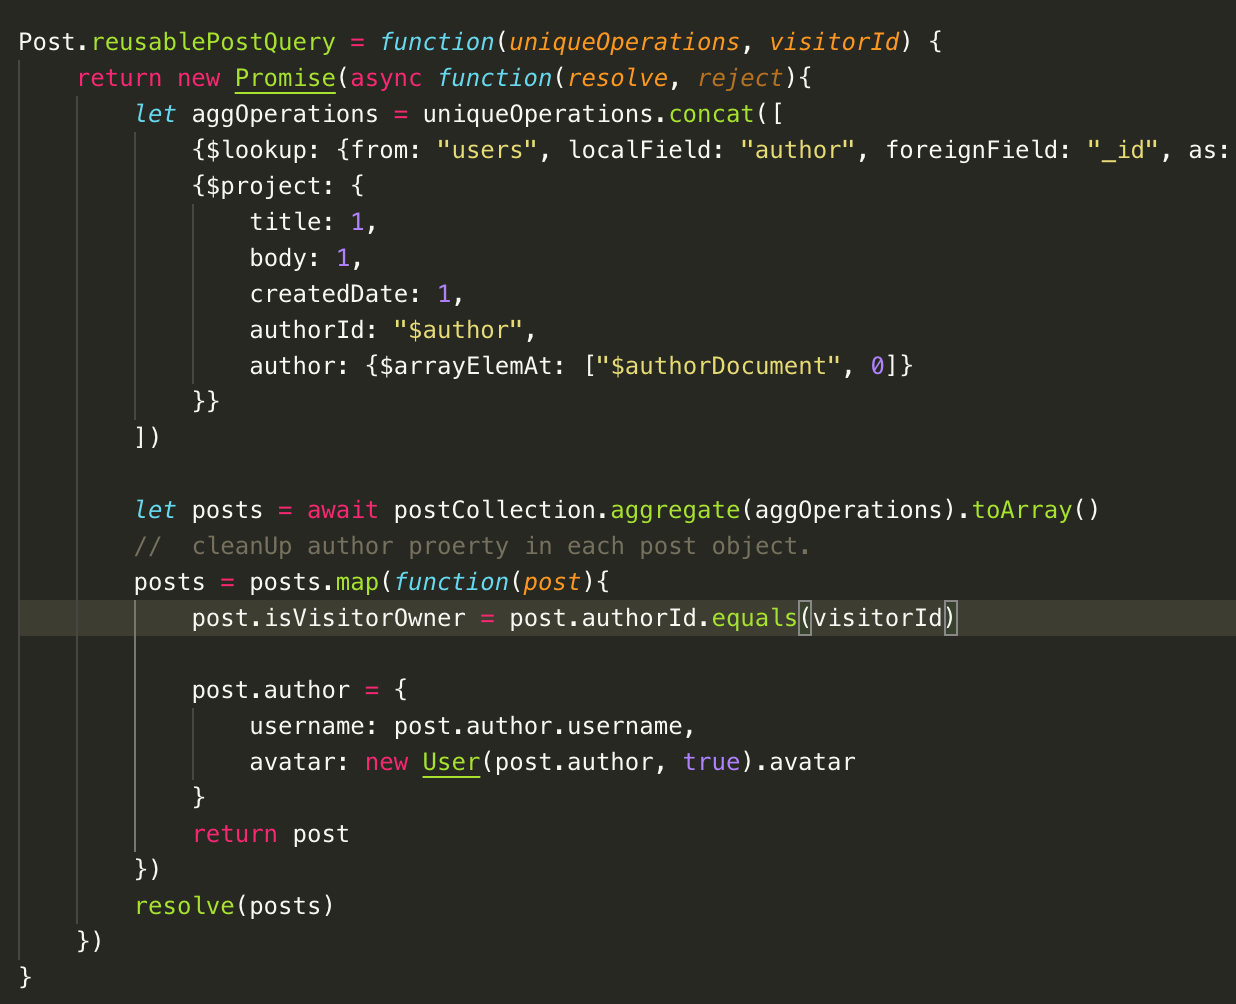 Post.reusablePostQuery = function(uniqueOperations, visitorId) {
    return new Promise(async function(resolve, reject){
        let aggOperations = uniqueOperations.concat([
            {$lookup: {from: "users", localField: "author", foreignField: "_id", as:
            {$project: {
                title: 1,
                body: 1,
                createdDate: 1,
                authorId: "$author",
                author: {$arrayElemAt: ["$authorDocument", 0]}
            }}
        ])

        let posts = await postCollection.aggregate(aggOperations).toArray()
        //  cleanUp author proerty in each post object.
        posts = posts.map(function(post){
            post.isVisitorOwner = post.authorId.equals(visitorId)

            post.author = {
                username: post.author.username,
                avatar: new User(post.author, true).avatar
            }
            return post
        })
        resolve(posts)
    })
}